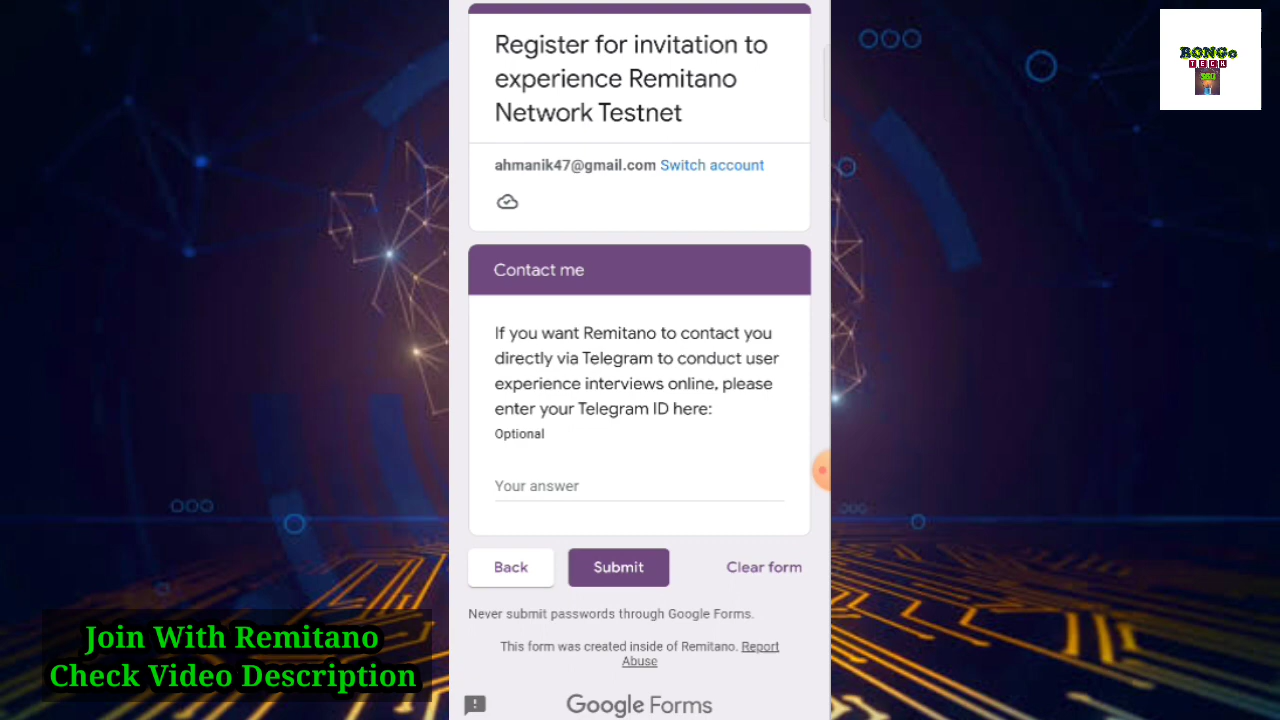 Register for invitation to
experience Remitano
Network Testnet
ahmanik47@gmail.com Switch account
Contact me
If you want Remitano to contact you
directly via Telegram to conduct user
experience interviews online, please
enter your Telegram ID here:
Optional
Your answer
Back Submit Clear form
Never submit passwords through Google Forms.
This form was created inside of Remitano. Report
Abuse
Google Forms
BONGO
TECH
360
Join With Remitano
Check Video Description